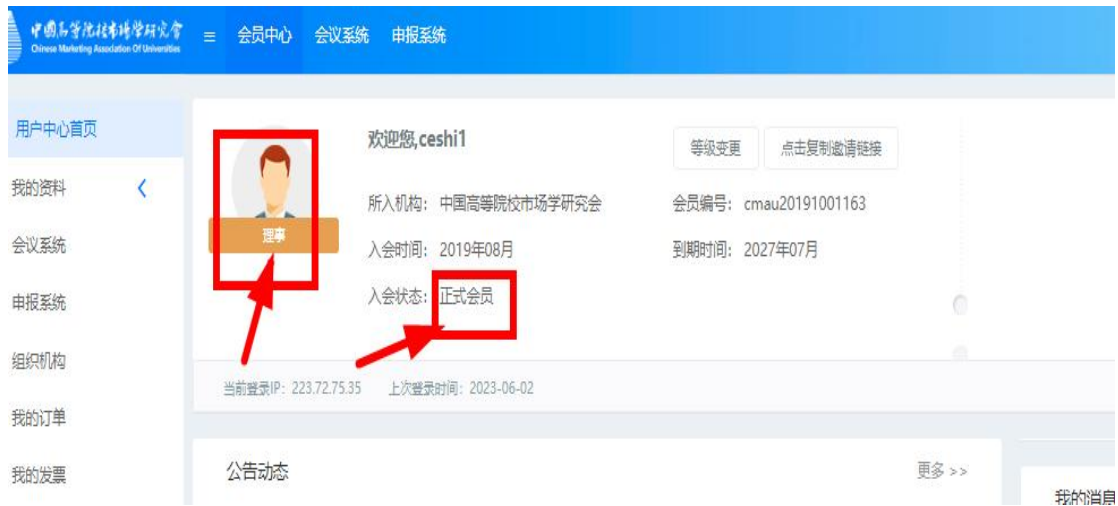 中国高等院校市场学研究会
Chinese Marketing Association Of Universities
≡ 会员中心 会议系统 申报系统
用户中心首页
我的资料
会议系统
申报系统
组织机构
我的订单
我的发票
理事
欢迎您,ceshi1
等级变更 点击复制邀请链接
所入机构: 中国高等院校市场学研究会 会员编号: cmau20191001163
入会时间: 2019年08月 到期时间: 2027年07月
入会状态: 正式会员
当前登录IP: 223.72.75.35 上次登录时间: 2023-06-02
公告动态 更多 >>
我的消息